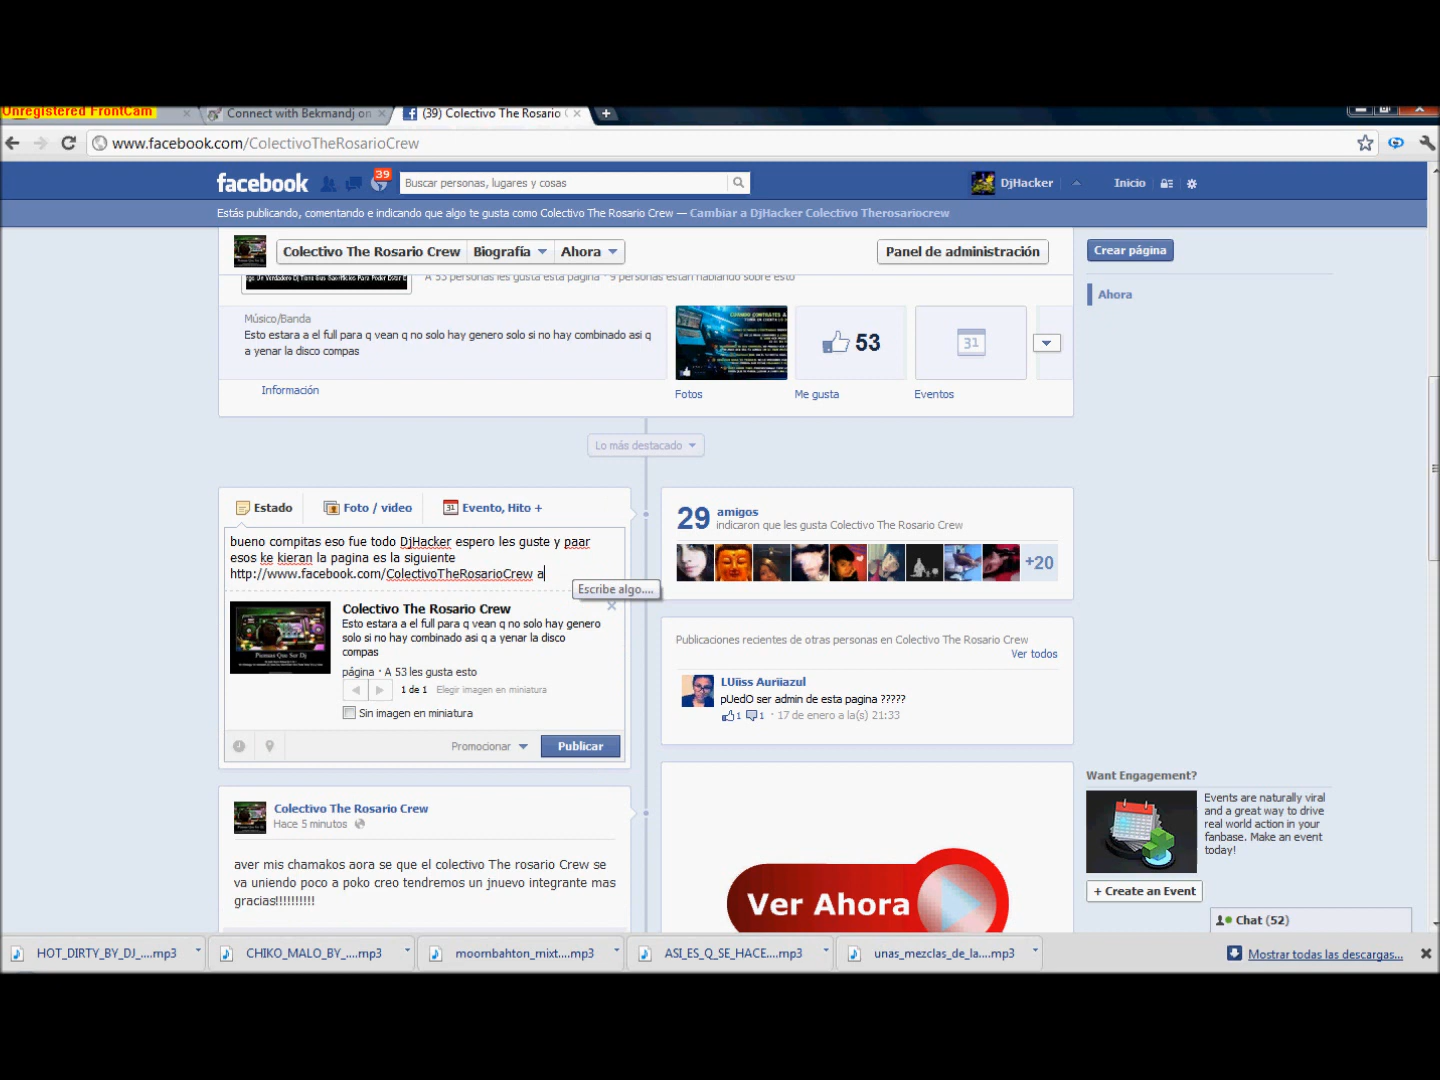 Unregistered FrontCam
Connect with Bekmandj on
(39) Colectivo The Rosario
www.facebook.com/ColectivoTheRosarioCrew
facebook
39
Buscar personas, lugares y cosas
DjHacker
Inicio
Estás publicando, comentando e indicando que algo te gusta como Colectivo The Rosario Crew — Cambiar a DjHacker Colectivo Therosariocrew
Colectivo The Rosario Crew
Biografía
Ahora
Panel de administración
Crear página
Ahora
A 53 personas les gusta esta página · 9 personas están hablando sobre esto
Músico/Banda
Esto estara a el full para q vean q no solo hay genero solo si no hay combinado asi q
a yenar la disco compas
Información
Fotos
53
Me gusta
31
Eventos
Lo más destacado
Estado
Foto / video
31
Evento, Hito +
bueno compitas eso fue todo DjHacker espero les guste y paar
esos ke kieran la pagina es la siguiente
http://www.facebook.com/ColectivoTheRosarioCrew a
Escribe algo....
Colectivo The Rosario Crew
Esto estara a el full para q vean q no solo hay genero
solo si no hay combinado asi q a yenar la disco
compas
página · A 53 les gusta esto
1 de 1 Elegir imagen en miniatura
Sin imagen en miniatura
Promocionar
Publicar
29 amigos
indicaron que les gusta Colectivo The Rosario Crew
+20
Publicaciones recientes de otras personas en Colectivo The Rosario Crew
Ver todos
LUiiss Auriiazul
pUedO ser admin de esta pagina ?????
1 1 · 17 de enero a la(s) 21:33
Colectivo The Rosario Crew
Hace 5 minutos
aver mis chamakos aora se que el colectivo The rosario Crew se
va uniendo poco a poko creo tendremos un jnuevo integrante mas
gracias!!!!!!!!!!
Ver Ahora
Want Engagement?
Events are naturally viral
and a great way to drive
real world action in your
fanbase. Make an event
today!
+ Create an Event
Chat (52)
HOT_DIRTY_BY_DJ_....mp3
CHIKO_MALO_BY_....mp3
moombahton_mixt....mp3
ASI_ES_Q_SE_HACE....mp3
unas_mezclas_de_la....mp3
Mostrar todas las descargas...